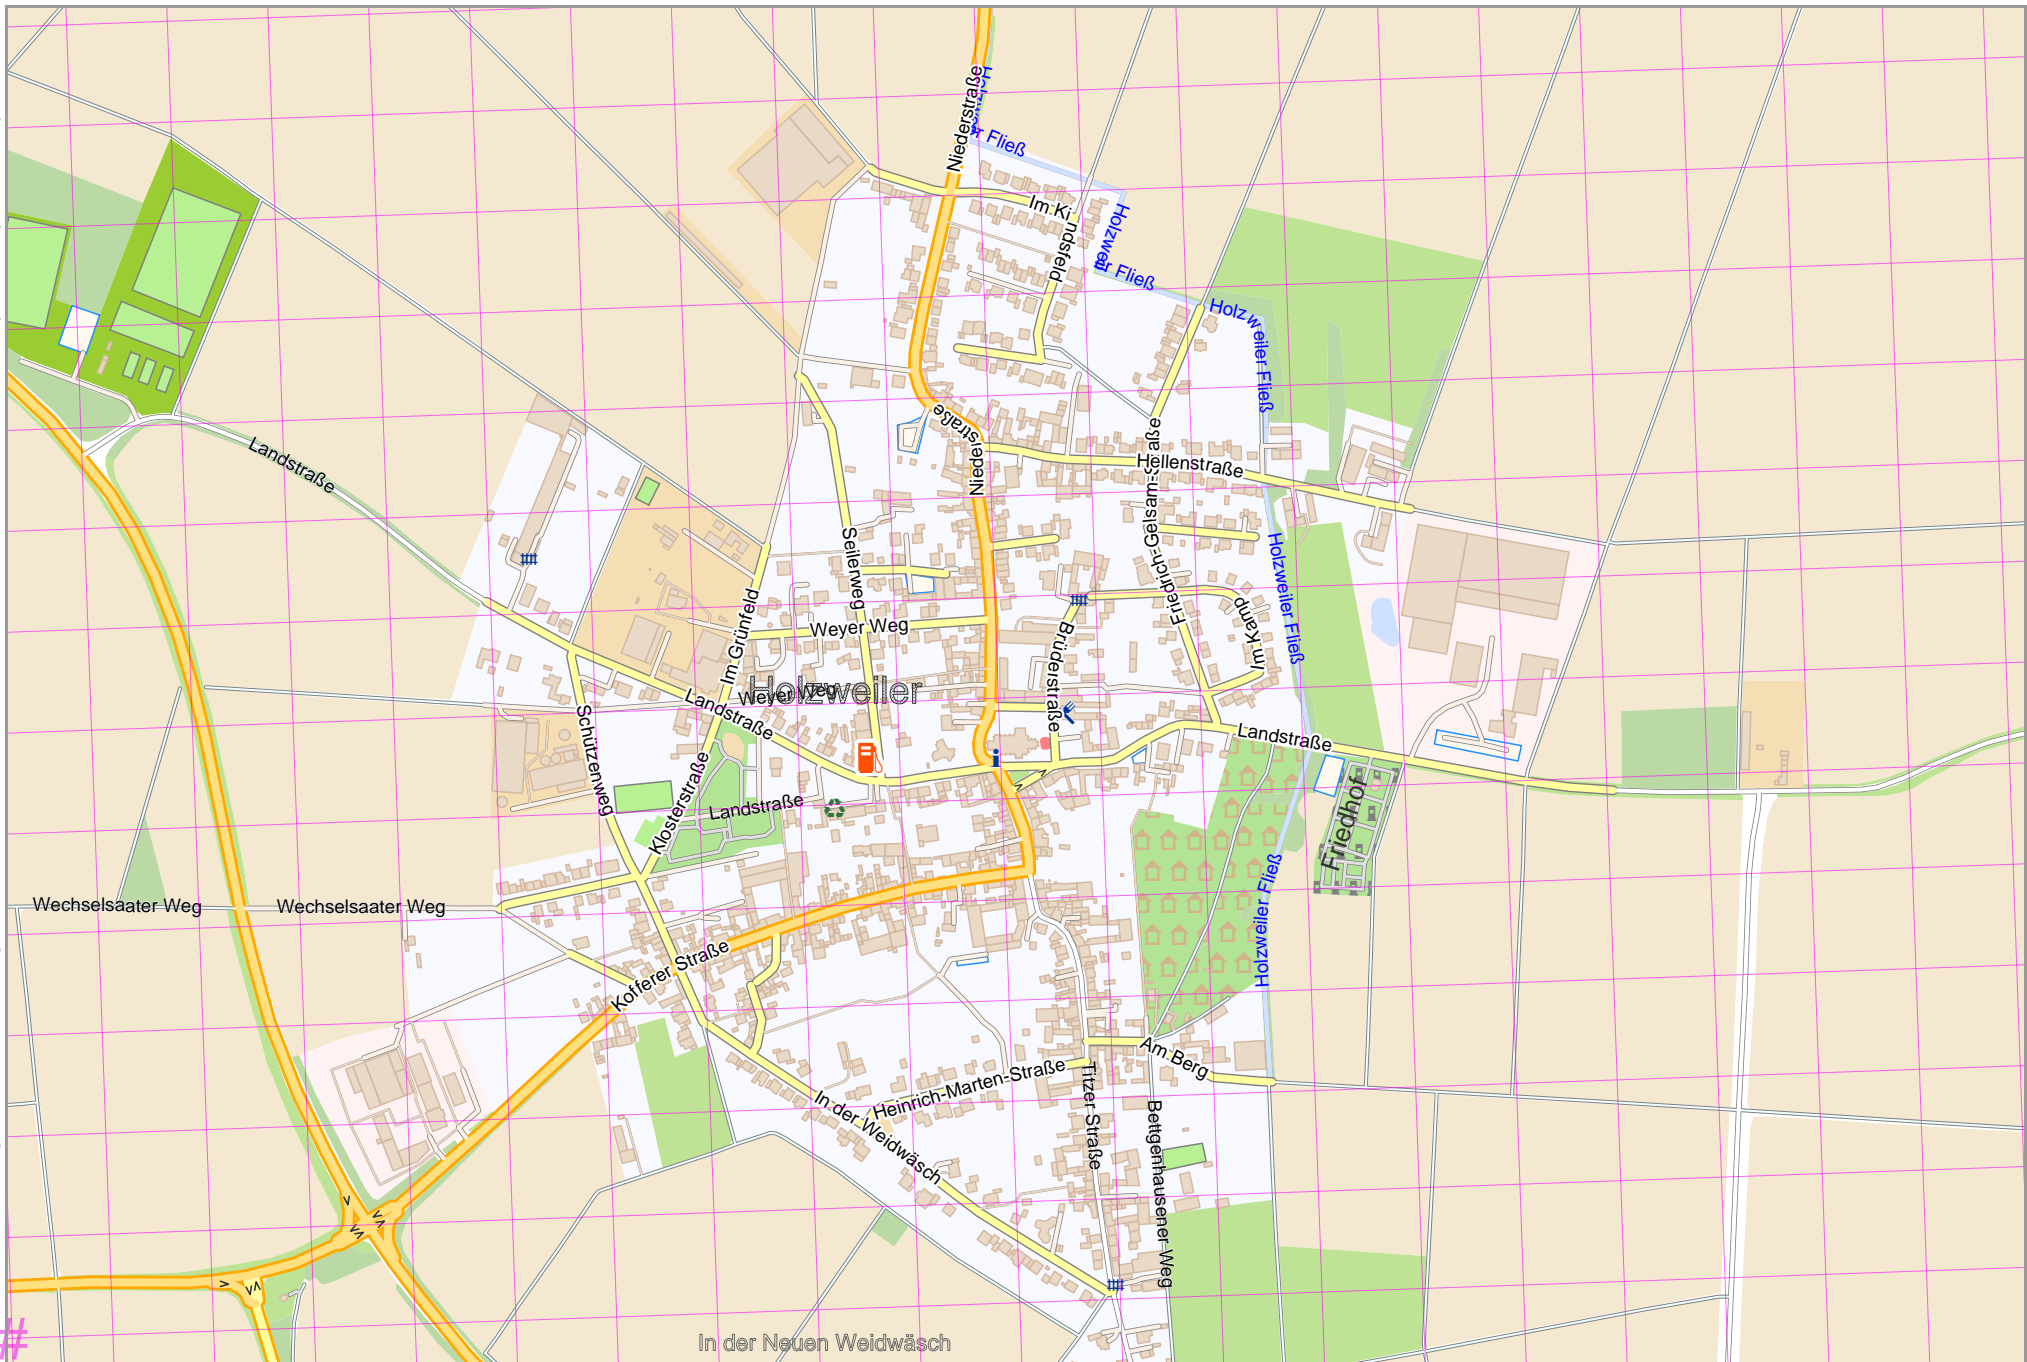 Niederstraße
Fließ
Im Kindsfeld
Holzweiler Fließ
Holzweiler Fließ
Landstraße
Niederstraße
Hellenstraße
Friedrich-Gelsam-Straße
Seilerweg
Holzweiler Fließ
Im Grünfeld
Weyer Weg
Brüderstraße
Im Kamp
Holzweiler
Weyer Weg
Landstraße
Schützenweg
Landstraße
Klosterstraße
Landstraße
Friedhof
Wechselsaater Weg
Wechselsaater Weg
Holzweiler Fließ
Kofferer Straße
Am Berg
Heinrich-Marten-Straße
In der Weidwäsch
Titzer Straße
Bettgenhausener Weg
In der Neuen Weidwäsch
#